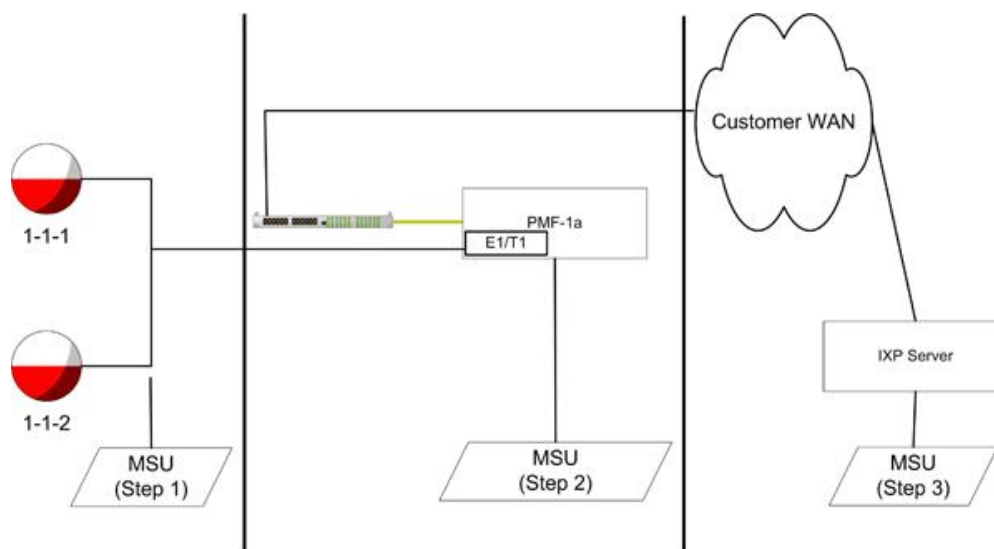 1-1-1
1-1-2
MSU
(Step 1)
PMF-1a
E1/T1
MSU
(Step 2)
Customer WAN
IXP Server
MSU
(Step 3)